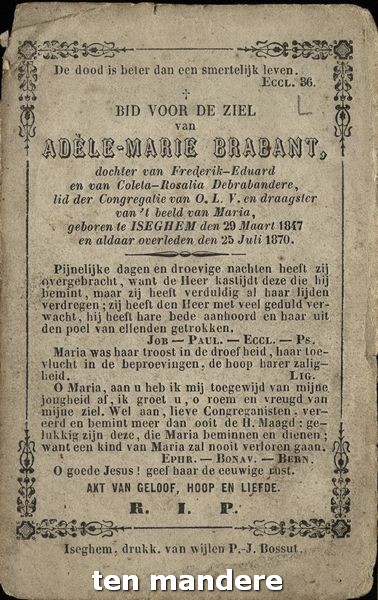 De dood is beter dan een smertelijk leven.
ECCL. 36.
L
†
BID VOOR DE ZIEL
van
ADÈLE-MARIE BRABANT,
dochter van Frederik-Eduard
en van Coleta-Rosalia Debrabandere,
lid der Congregatie van O. L. V. en draagster
van 't beeld van Maria,
geboren te ISEGHEM den 29 Maart 1847
en aldaar overleden den 25 Juli 1870.
Pijnelijke dagen en droevige nachten heeft zij
overgebracht, want de Heer kastijdt deze die hij
bemint, maar zij heeft verduldig al haar lijden
verdregen; zij heeft den Heer met veel geduld ver-
wacht, hij heeft hare bede aanhoord en haar uit
den poel van ellenden getrokken.
JOB — PAUL. — ECCL. — PS.
Maria was haar troost in de droefheid, haar toe-
vlucht in de beproevingen, de hoop harer zalig-
heid. LIG.
O Maria, aan u heb ik mij toegewijd van mijne
jongheid af, ik groet u, o roem en vreugd van
mijne ziel. Wel aan, lieve Congreganisten, ver-
eerd en bemint meer dan ooit de H. Maagd: ge-
lukkig zijn deze, die Maria beminnen en dienen;
want een kind van Maria zal nooit verloren gaan.
EPHR. — BONAV. — BERN.
O goede Jesus! geef haar de eeuwige rust.
AKT VAN GELOOF, HOOP EN LIEFDE.
R. I. P.
Iseghem, drukk. van wijlen P.-J. Bossut.
ten mandere